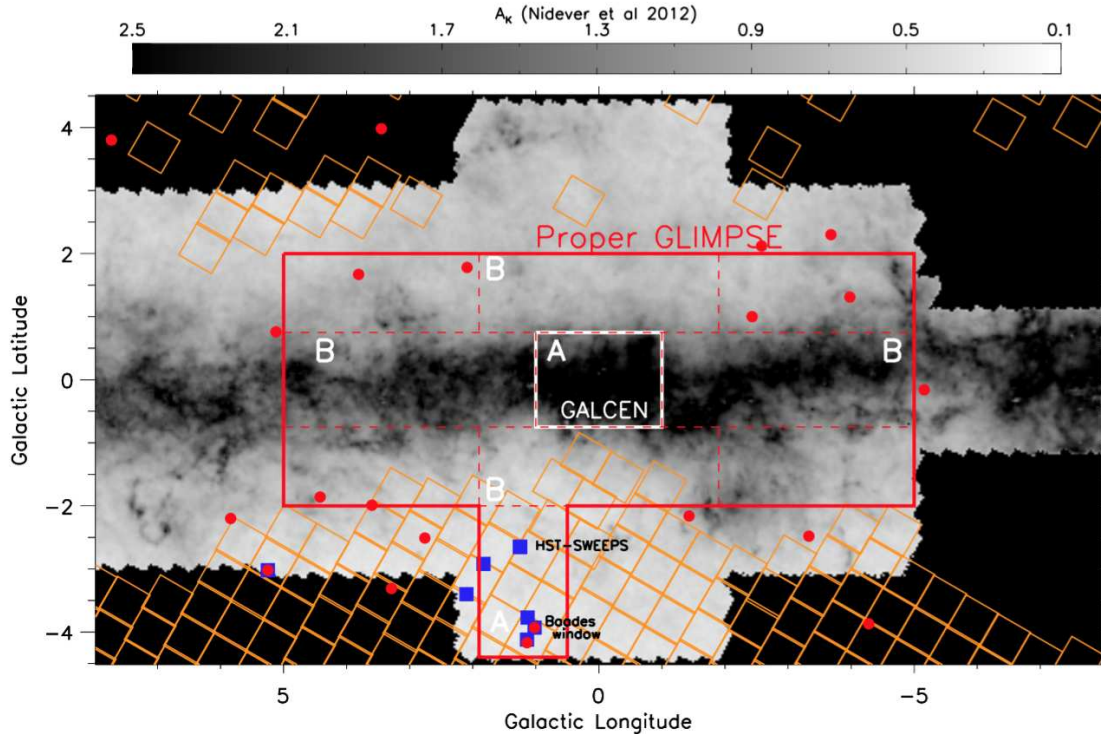 A_K (Nidever et al 2012)
2.5 2.1 1.7 1.3 0.9 0.5 0.1
4
2
0
-2
-4
Galactic Latitude
Proper GLIMPSE
B
B A B
GALCEN
B
HST-SWEEPS
A Baades
window
5 0 -5
Galactic Longitude